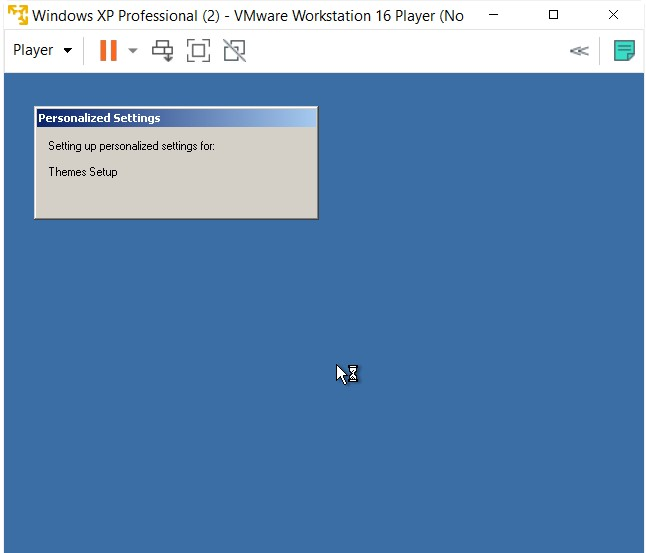 Windows XP Professional (2) - VMware Workstation 16 Player (No
Player
Personalized Settings
Setting up personalized settings for:
Themes Setup